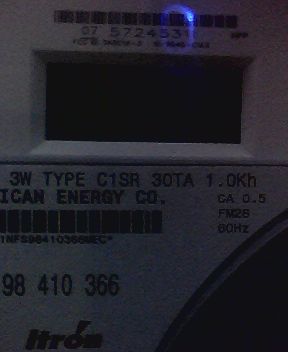 07 5724531
3W TYPE C1SR 30TA 1.0Kh
ICAN ENERGY CO.
CA 0.5
FM2S
60Hz
98 410 366
Itron